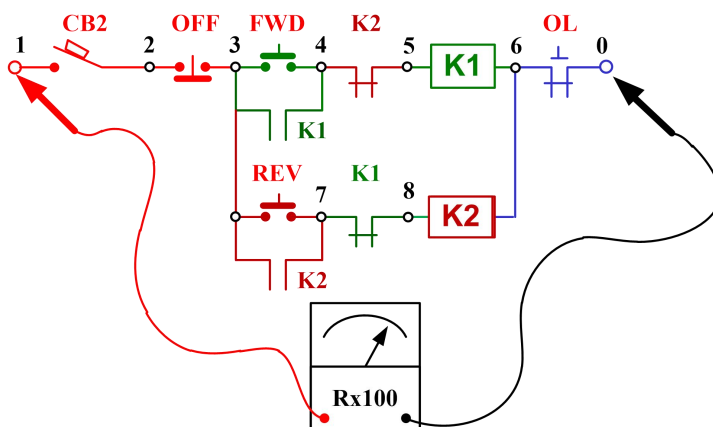 CB2 OFF FWD K2 OL
1 2 3 4 5 K1 6 0
K1
REV K1
7 8 K2
K2
Rx100